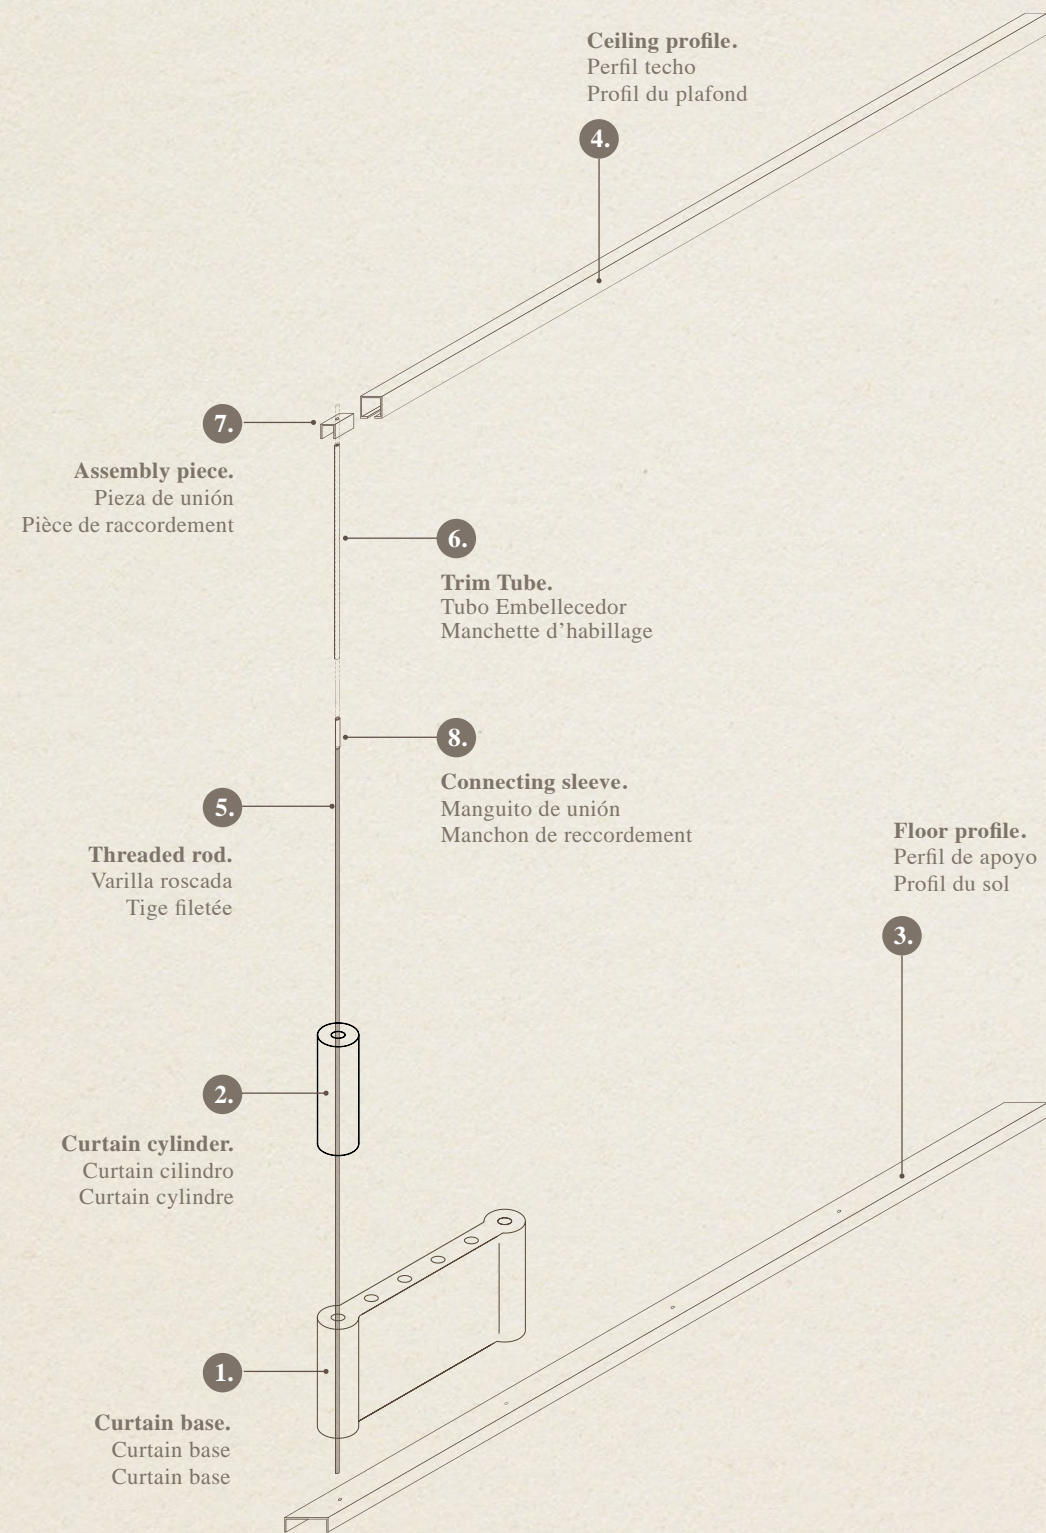 Ceiling profile.
Perfil techo
Profil du plafond
4.
7.
Assembly piece.
Pieza de unión
Pièce de raccordement
6.
Trim Tube.
Tubo Embellecedor
Manchette d’habillage
8.
Connecting sleeve.
Manguito de unión
Manchon de reccordement
5.
Threaded rod.
Varilla roscada
Tige filetée
Floor profile.
Perfil de apoyo
Profil du sol
3.
2.
Curtain cylinder.
Curtain cilindro
Curtain cylindre
1.
Curtain base.
Curtain base
Curtain base